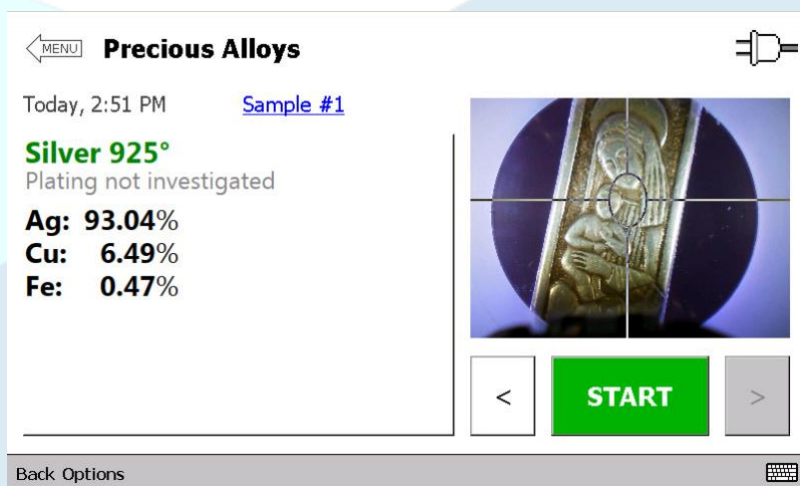 MENU Precious Alloys
Today, 2:51 PM Sample #1
Silver 925°
Plating not investigated
Ag: 93.04%
Cu: 6.49%
Fe: 0.47%
< START >
Back Options